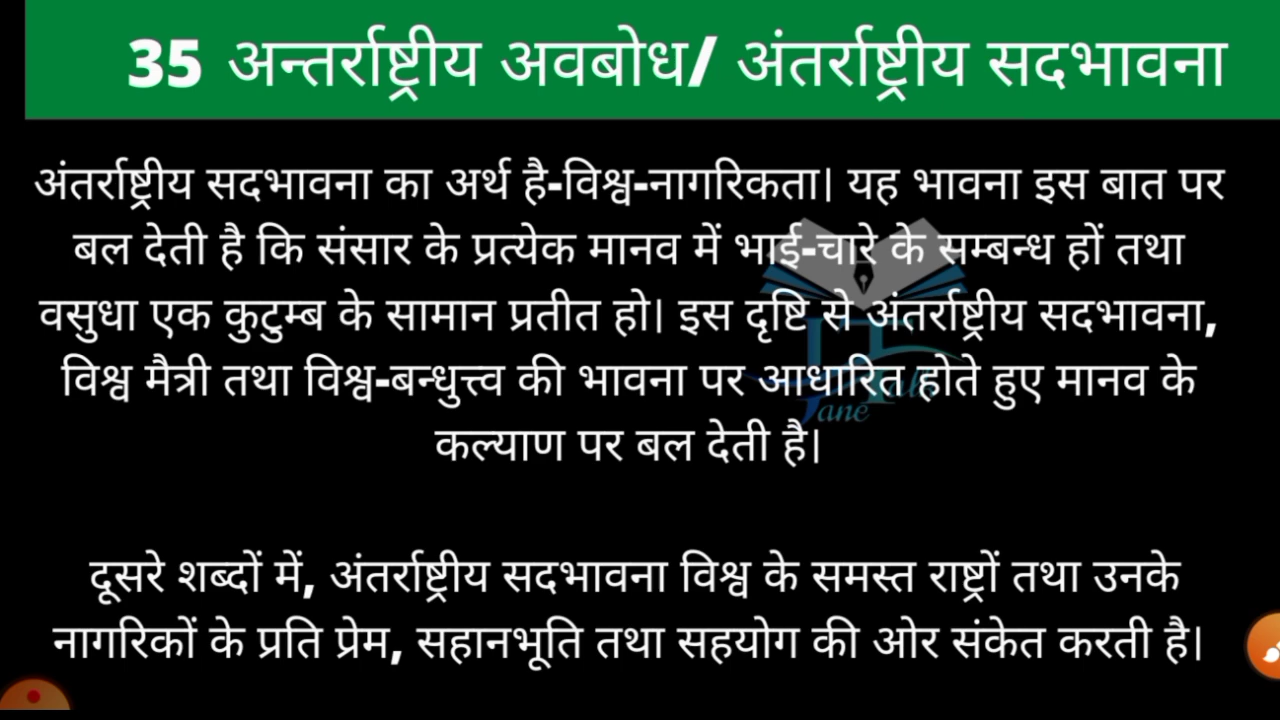 35 अन्तर्राष्ट्रीय अवबोध/ अंतर्राष्ट्रीय सदभावना
अंतर्राष्ट्रीय सदभावना का अर्थ है-विश्व-नागरिकता। यह भावना इस बात पर
बल देती है कि संसार के प्रत्येक मानव में भाई-चारे के सम्बन्ध हों तथा
वसुधा एक कुटुम्ब के सामान प्रतीत हो। इस दृष्टि से अंतर्राष्ट्रीय सदभावना,
विश्व मैत्री तथा विश्व-बन्धुत्त्व की भावना पर आधारित होते हुए मानव के
कल्याण पर बल देती है।
दूसरे शब्दों में, अंतर्राष्ट्रीय सदभावना विश्व के समस्त राष्ट्रों तथा उनके
नागरिकों के प्रति प्रेम, सहानभूति तथा सहयोग की ओर संकेत करती है।